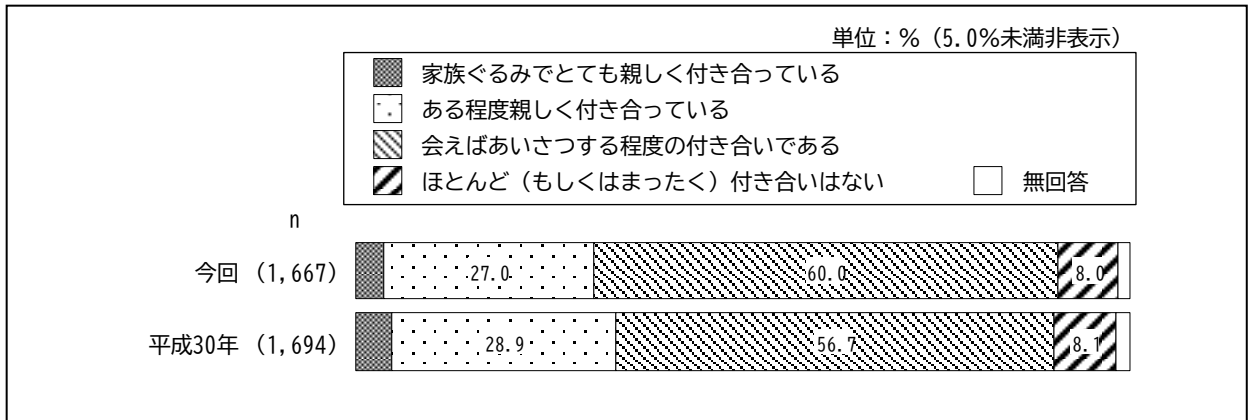 単位：％（5.0％未満非表示）
家族ぐるみでとても親しく付き合っている
ある程度親しく付き合っている
会えばあいさつする程度の付き合いである
ほとんど（もしくはまったく）付き合いはない　無回答
n
今回（1,667） 27.0 60.0 8.0
平成30年（1,694） 28.9 56.7 8.1